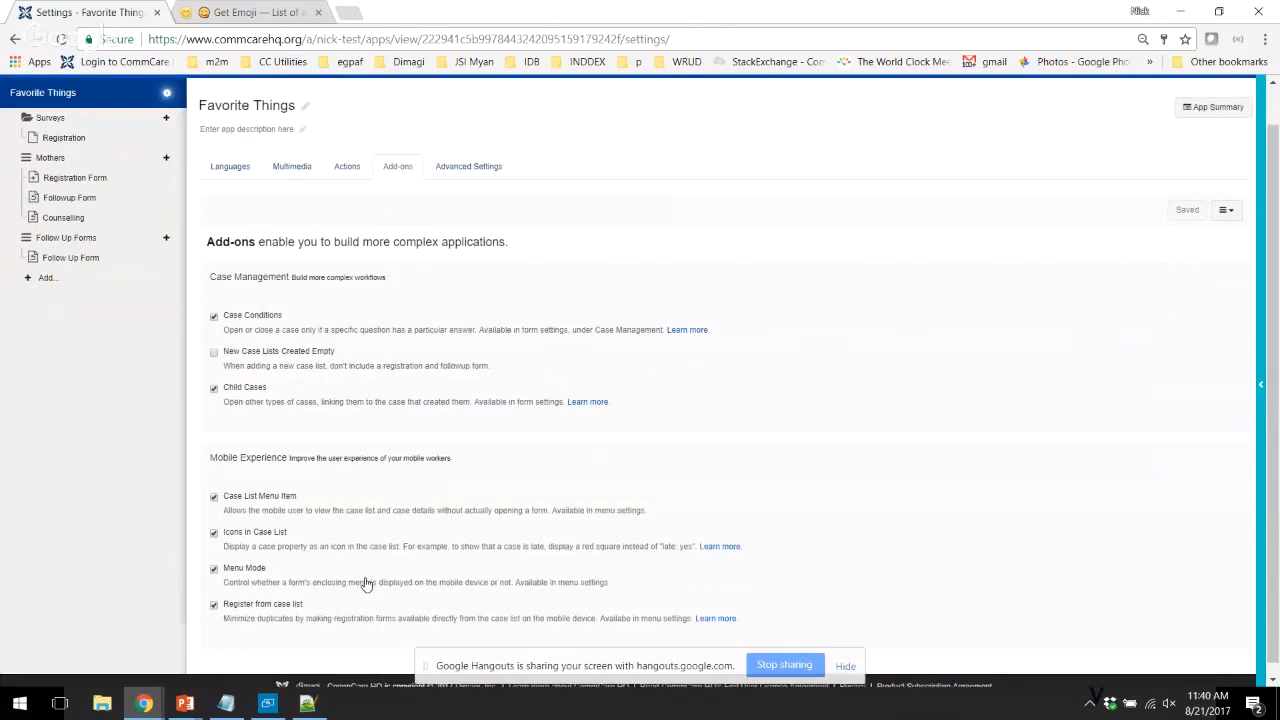 Settings - Favorite Things -
Get Emoji — List of
Nick
Secure
https://www.commcarehq.org/a/nick-test/apps/view/222941c5b9978443242095159179242f/settings/
Apps
Login to CommCare
m2m
CC Utilities
egpaf
Dimagi
JSI Myan
IDB
INDDEX
p
WRUD
StackExchange - Com
The World Clock Mee
gmail
Photos - Google Phot
»
Other bookmarks
Favorite Things
Surveys
Registration
Mothers
Registration Form
Followup Form
Counselling
Follow Up Forms
Follow Up Form
Add...
Favorite Things
App Summary
Enter app description here
Languages
Multimedia
Actions
Add-ons
Advanced Settings
Saved
Add-ons enable you to build more complex applications.
Case Management Build more complex workflows
Case Conditions
Open or close a case only if a specific question has a particular answer. Available in form settings, under Case Management. Learn more.
New Case Lists Created Empty
When adding a new case list, don't include a registration and followup form.
Child Cases
Open other types of cases, linking them to the case that created them. Available in form settings. Learn more.
Mobile Experience Improve the user experience of your mobile workers
Case List Menu Item
Allows the mobile user to view the case list and case details without actually opening a form. Available in menu settings.
Icons in Case List
Display a case property as an icon in the case list. For example, to show that a case is late, display a red square instead of "late: yes". Learn more.
Menu Mode
Control whether a form's enclosing menu is displayed on the mobile device or not. Available in menu settings
Register from case list
Minimize duplicates by making registration forms available directly from the case list on the mobile device. Availabe in menu settings. Learn more.
Google Hangouts is sharing your screen with hangouts.google.com.
Stop sharing
Hide
11:40 AM
8/21/2017